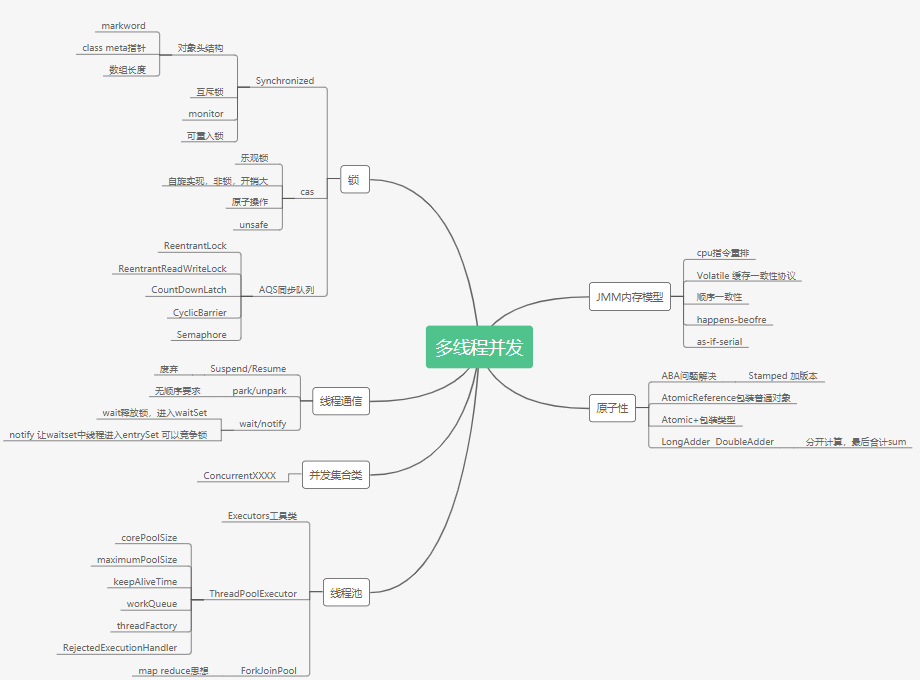 多线程并发
锁
Synchronized
对象头结构
markword
class meta指针
数组长度
互斥锁
monitor
可重入锁
cas
乐观锁
自旋实现，非锁，开销大
原子操作
unsafe
AQS同步队列
ReentrantLock
ReentrantReadWriteLock
CountDownLatch
CyclicBarrier
Semaphore
线程通信
Suspend/Resume
废弃
park/unpark
无顺序要求
wait/notify
wait释放锁，进入waitSet
notify 让waitset中线程进入entrySet 可以竞争锁
并发集合类
ConcurrentXXXX
线程池
Executors工具类
ThreadPoolExecutor
corePoolSize
maximumPoolSize
keepAliveTime
workQueue
threadFactory
RejectedExecutionHandler
ForkJoinPool
map reduce思想
JMM内存模型
cpu指令重排
Volatile 缓存一致性协议
顺序一致性
happens-beofre
as-if-serial
原子性
ABA问题解决
Stamped 加版本
AtomicReference包装普通对象
Atomic+包装类型
LongAdder DoubleAdder
分开计算，最后合计sum